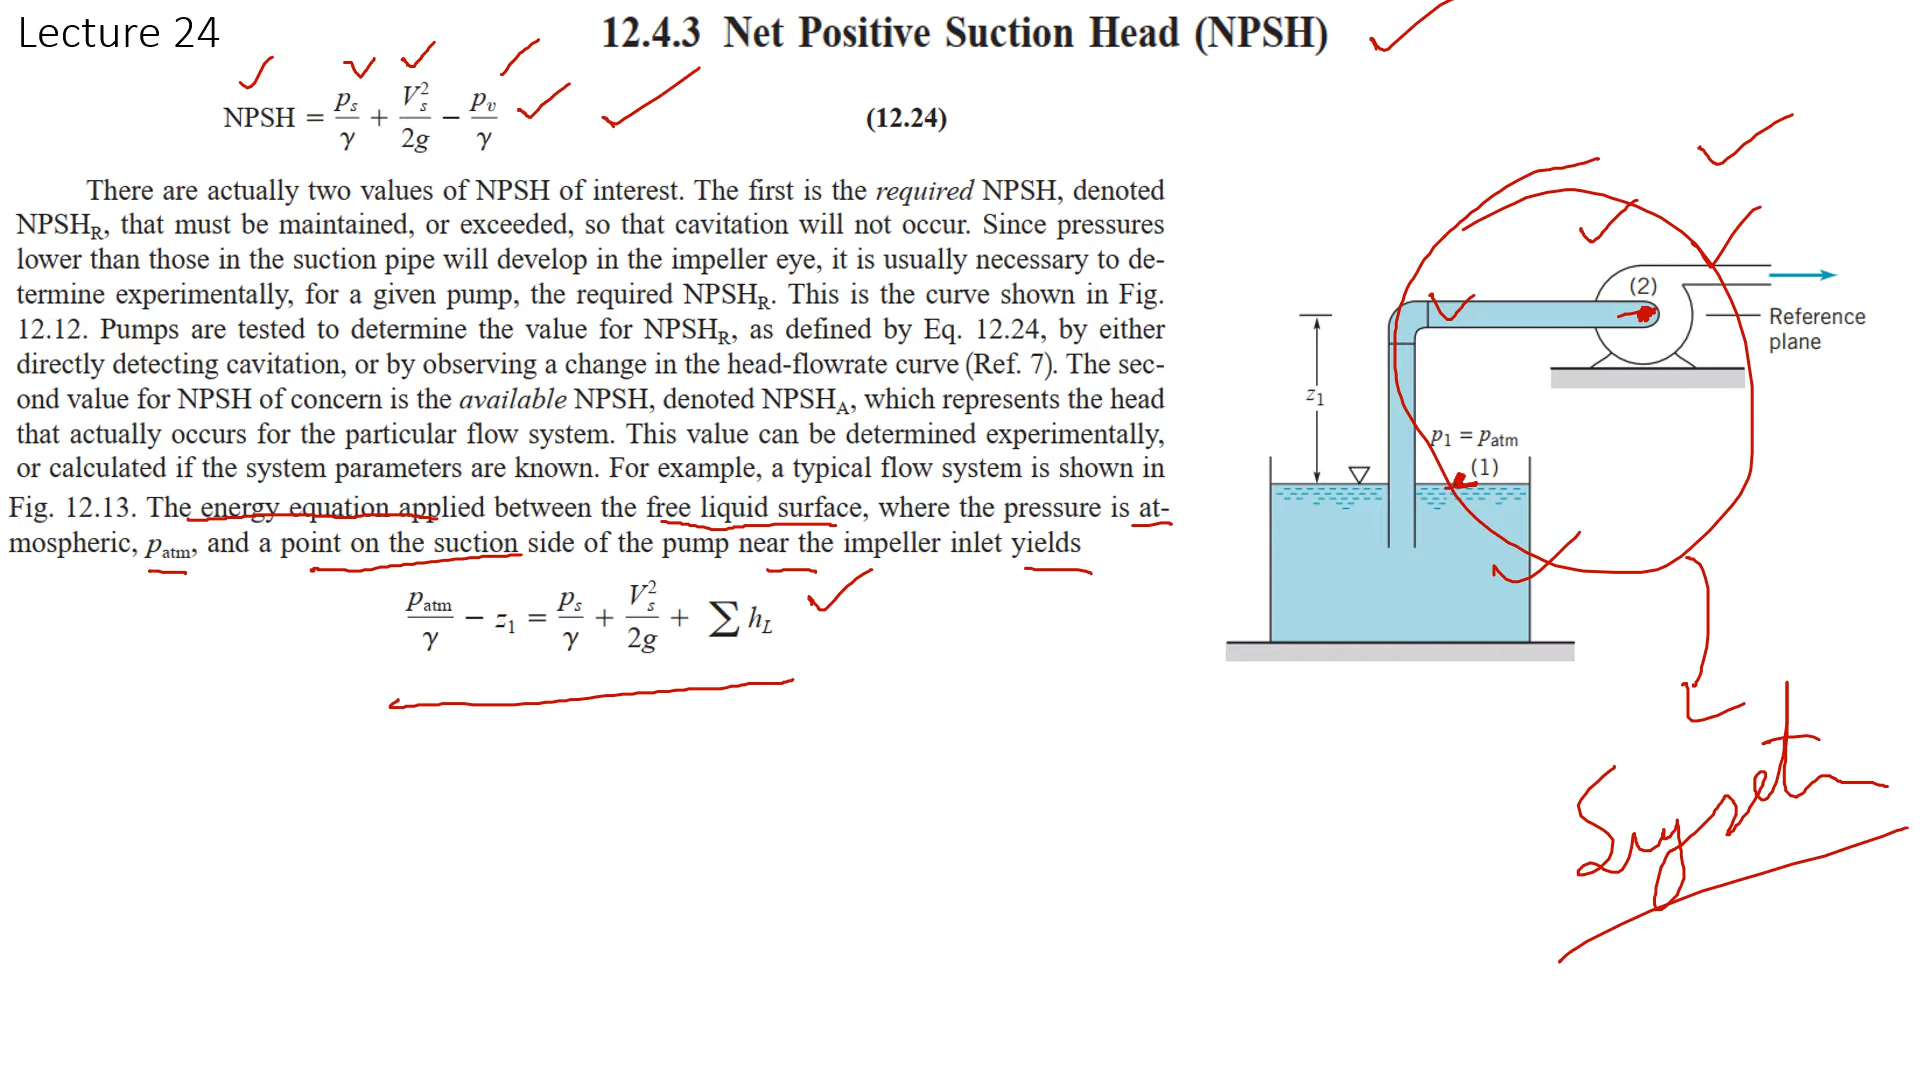 Lecture 24
12.4.3 Net Positive Suction Head (NPSH)
NPSH = p_s/γ + V_s²/2g − p_v/γ (12.24)
There are actually two values of NPSH of interest. The first is the required NPSH, denoted
NPSH_R, that must be maintained, or exceeded, so that cavitation will not occur. Since pressures
lower than those in the suction pipe will develop in the impeller eye, it is usually necessary to de-
termine experimentally, for a given pump, the required NPSH_R. This is the curve shown in Fig.
12.12. Pumps are tested to determine the value for NPSH_R, as defined by Eq. 12.24, by either
directly detecting cavitation, or by observing a change in the head-flowrate curve (Ref. 7). The sec-
ond value for NPSH of concern is the available NPSH, denoted NPSH_A, which represents the head
that actually occurs for the particular flow system. This value can be determined experimentally,
or calculated if the system parameters are known. For example, a typical flow system is shown in
Fig. 12.13. The energy equation applied between the free liquid surface, where the pressure is at-
mospheric, p_atm, and a point on the suction side of the pump near the impeller inlet yields
p_atm/γ − z₁ = p_s/γ + V_s²/2g + ∑ h_L
(2)
Reference
plane
z₁
p₁ = p_atm
(1)